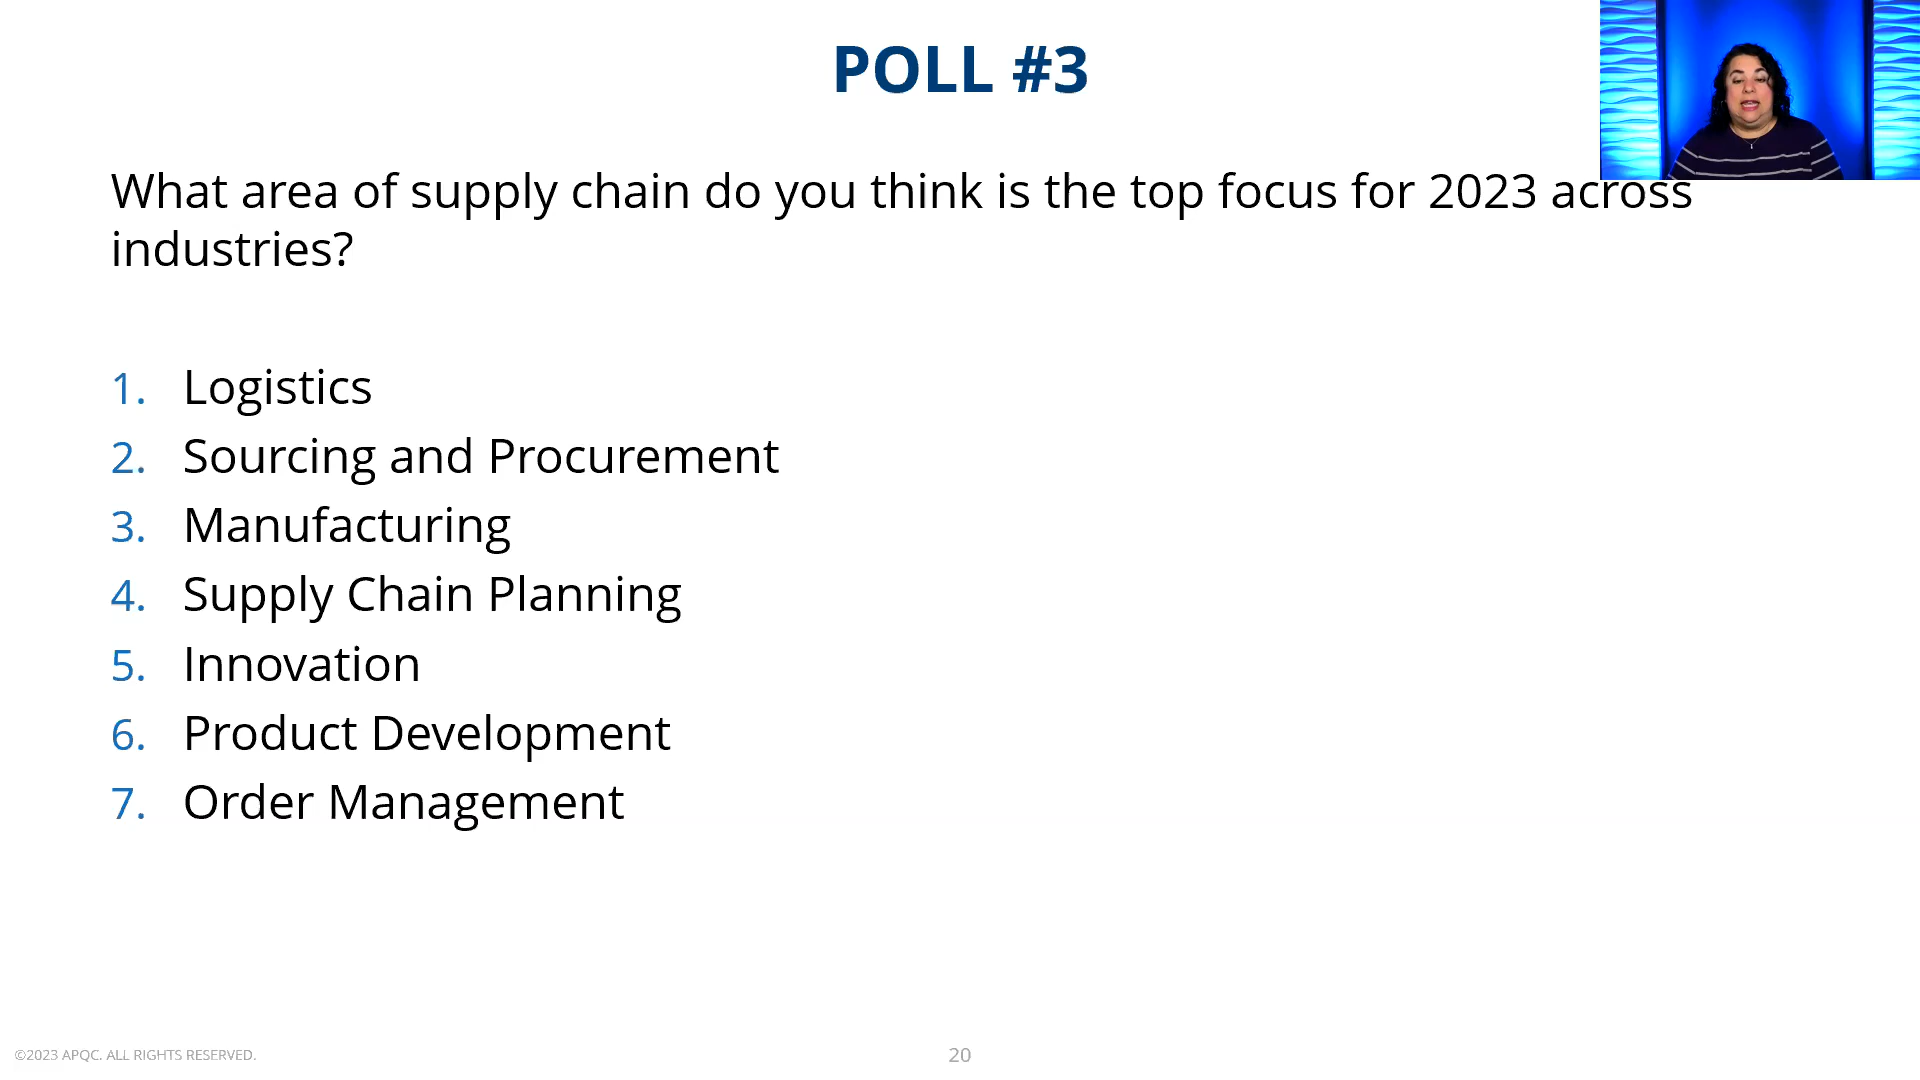 POLL #3
What area of supply chain do you think is the top focus for 2023 across
industries?
1. Logistics
2. Sourcing and Procurement
3. Manufacturing
4. Supply Chain Planning
5. Innovation
6. Product Development
7. Order Management
©2023 APQC. ALL RIGHTS RESERVED.
20